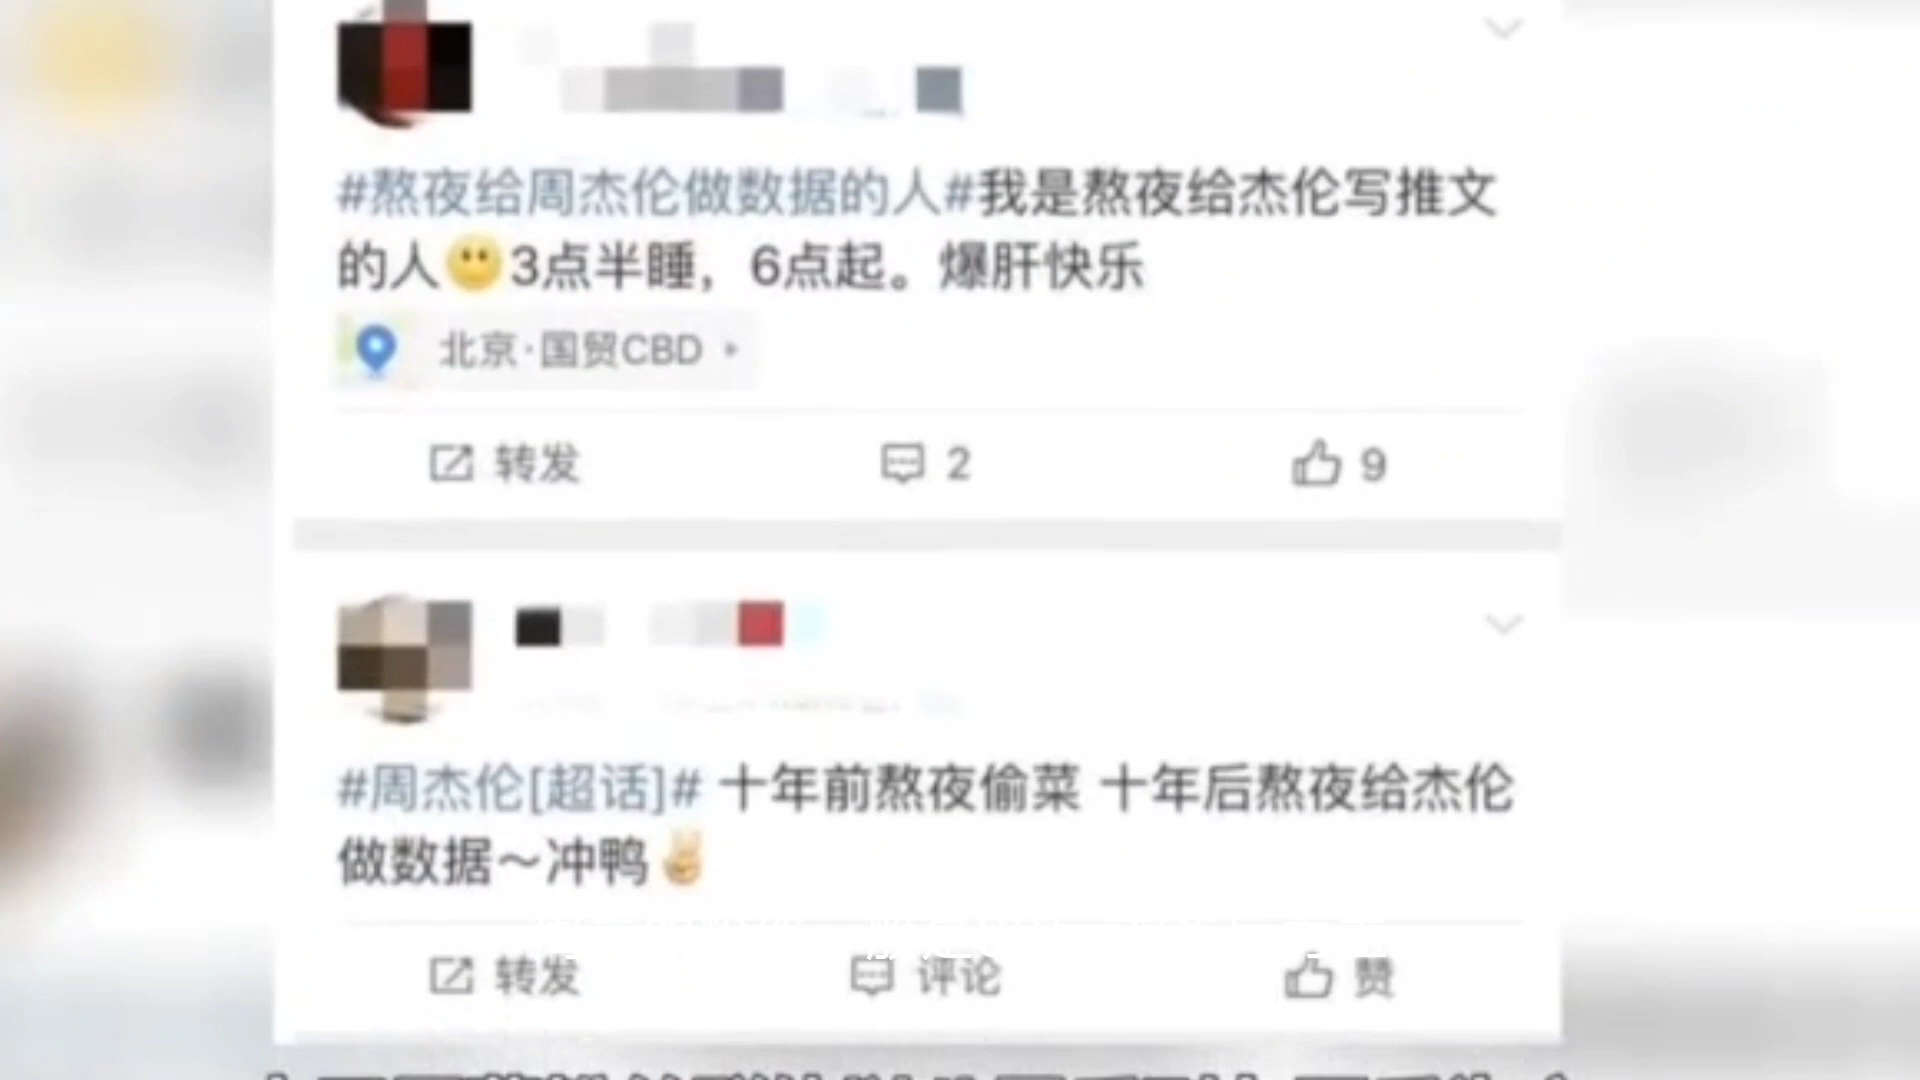 #熬夜给周杰伦做数据的人#我是熬夜给杰伦写推文
的人😶3点半睡，6点起。爆肝快乐
北京·国贸CBD
转发 2 9
#周杰伦[超话]# 十年前熬夜偷菜 十年后熬夜给杰伦
做数据～冲鸭✌
转发 评论 赞